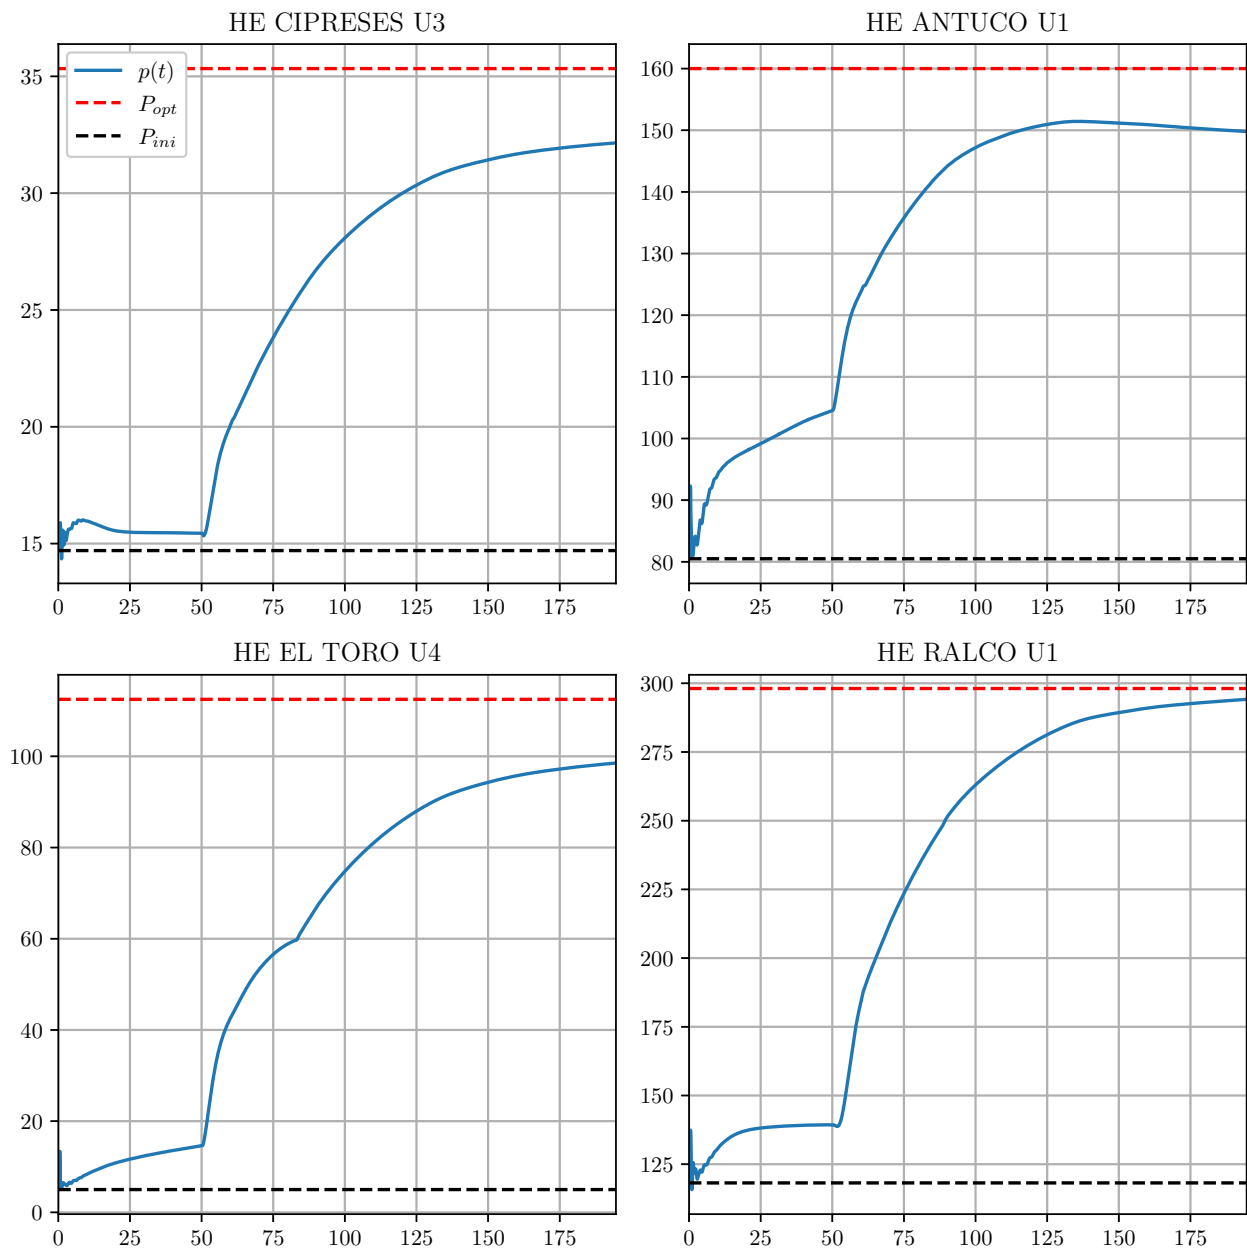 HE CIPRESES U3
35
30
25
20
15
p(t)
P_opt
P_ini
0 25 50 75 100 125 150 175
HE ANTUCO U1
160
150
140
130
120
110
100
90
80
0 25 50 75 100 125 150 175
HE EL TORO U4
100
80
60
40
20
0
0 25 50 75 100 125 150 175
HE RALCO U1
300
275
250
225
200
175
150
125
0 25 50 75 100 125 150 175